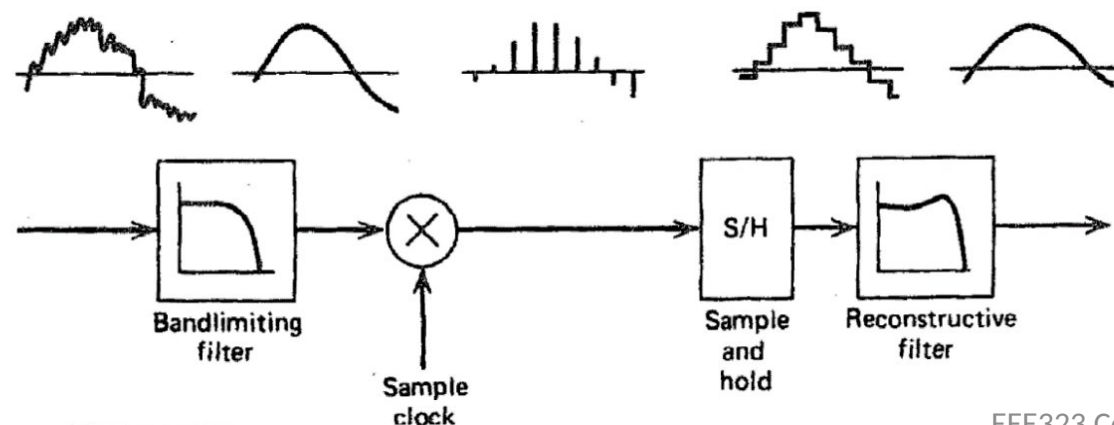 S/H
Bandlimiting
filter
Sample
and
hold
Reconstructive
filter
Sample
clock